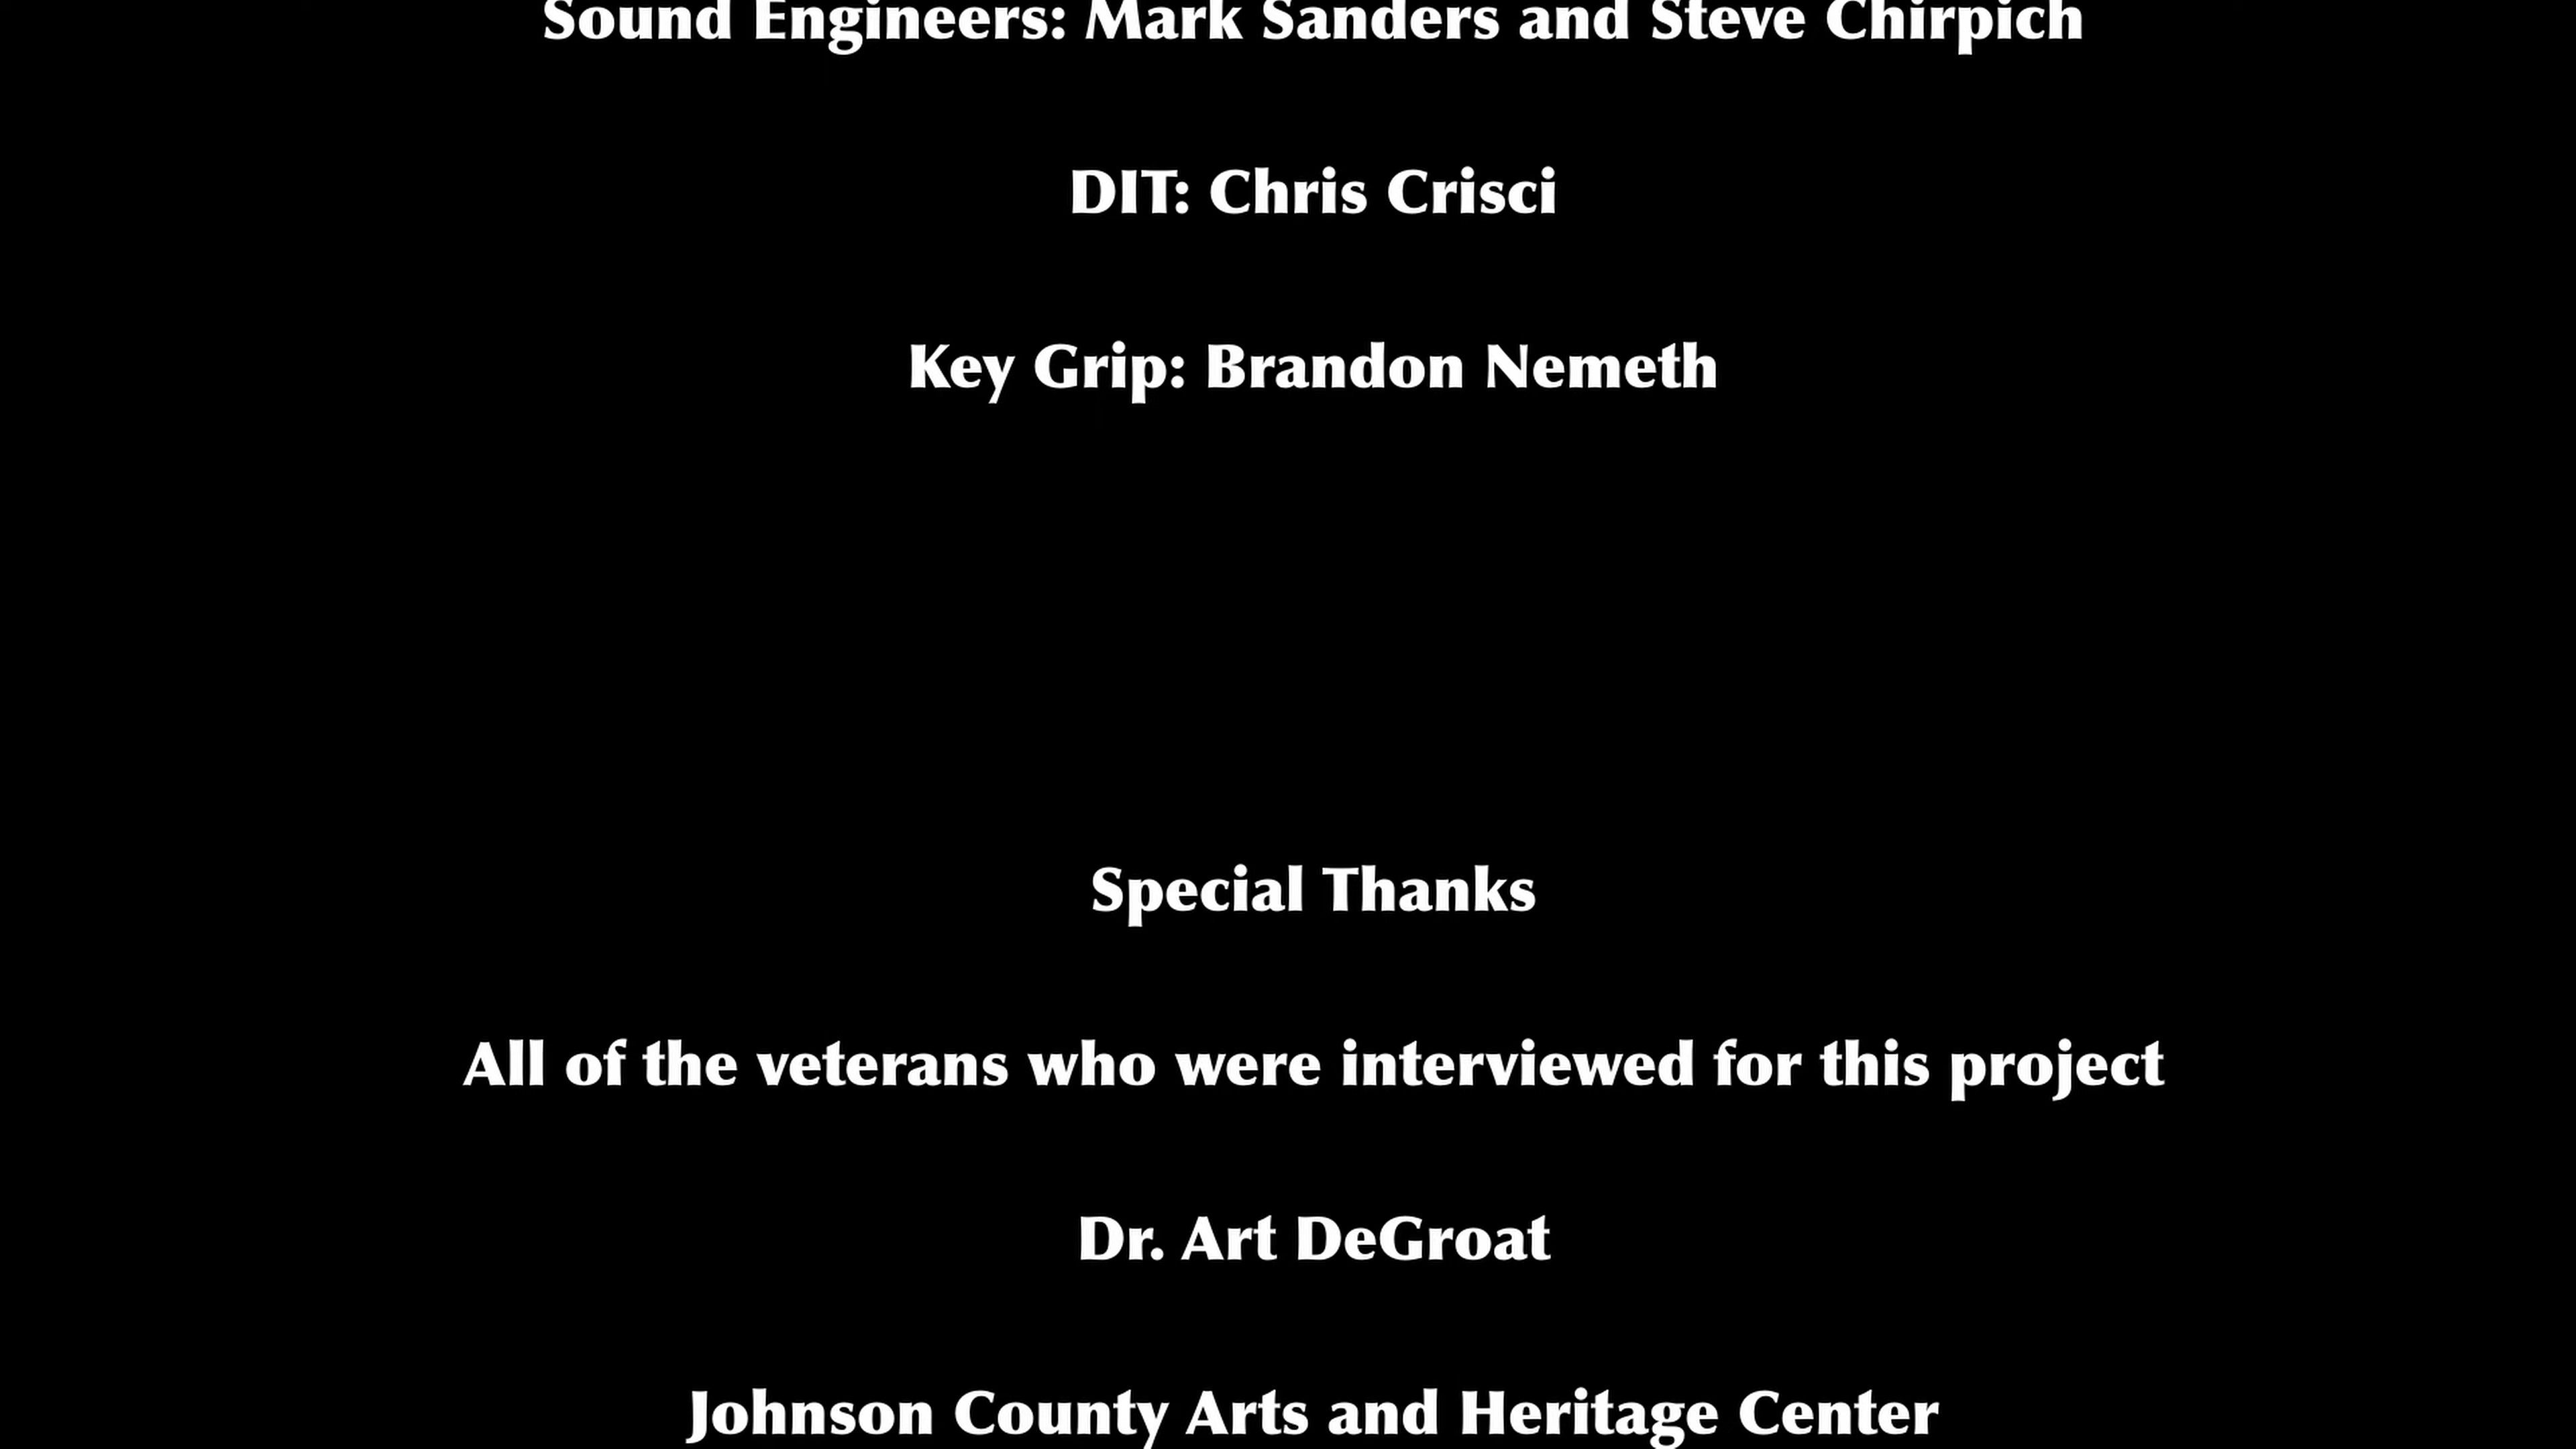 Sound Engineers: Mark Sanders and Steve Chirpich
DIT: Chris Crisci
Key Grip: Brandon Nemeth
Special Thanks
All of the veterans who were interviewed for this project
Dr. Art DeGroat
Johnson County Arts and Heritage Center